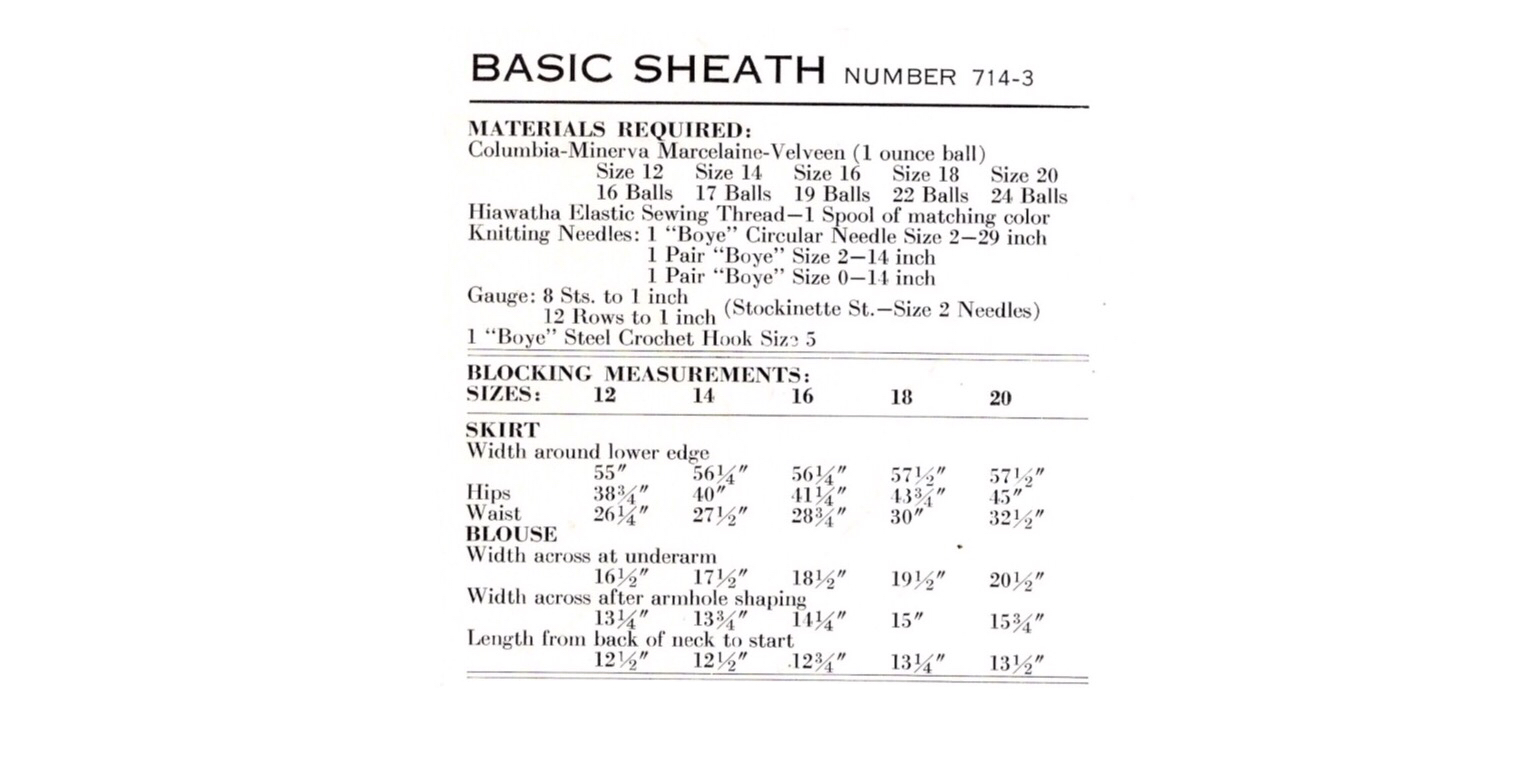 BASIC SHEATH NUMBER 714-3
MATERIALS REQUIRED:
Columbia-Minerva Marcelaine-Velveen (1 ounce ball)
Size 12 Size 14 Size 16 Size 18 Size 20
16 Balls 17 Balls 19 Balls 22 Balls 24 Balls
Hiawatha Elastic Sewing Thread—1 Spool of matching color
Knitting Needles: 1 “Boye” Circular Needle Size 2—29 inch
1 Pair “Boye” Size 2—14 inch
1 Pair “Boye” Size 0—14 inch
Gauge: 8 Sts. to 1 inch
12 Rows to 1 inch (Stockinette St.—Size 2 Needles)
1 “Boye” Steel Crochet Hook Size 5
BLOCKING MEASUREMENTS:
SIZES: 12 14 16 18 20
SKIRT
Width around lower edge
55″ 56¼″ 56¼″ 57½″ 57½″
Hips 38¾″ 40″ 41¼″ 43¾″ 45″
Waist 26¼″ 27½″ 28¾″ 30″ 32½″
BLOUSE
Width across at underarm
16½″ 17½″ 18½″ 19½″ 20½″
Width across after armhole shaping
13¼″ 13¾″ 14¼″ 15″ 15¾″
Length from back of neck to start
12½″ 12½″ 12¾″ 13¼″ 13½″